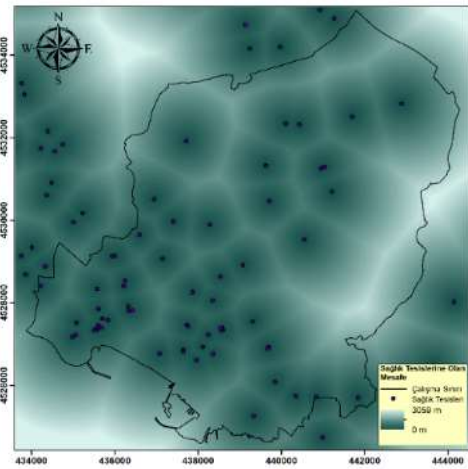 N
W E
S
4534000
4532000
4530000
4528000
4526000
434000 436000 438000 440000 442000 444000
Sağlık Tesislerine Olan
Mesafe
Çalışma Sınırı
Sağlık Tesisleri
3059 m
0 m